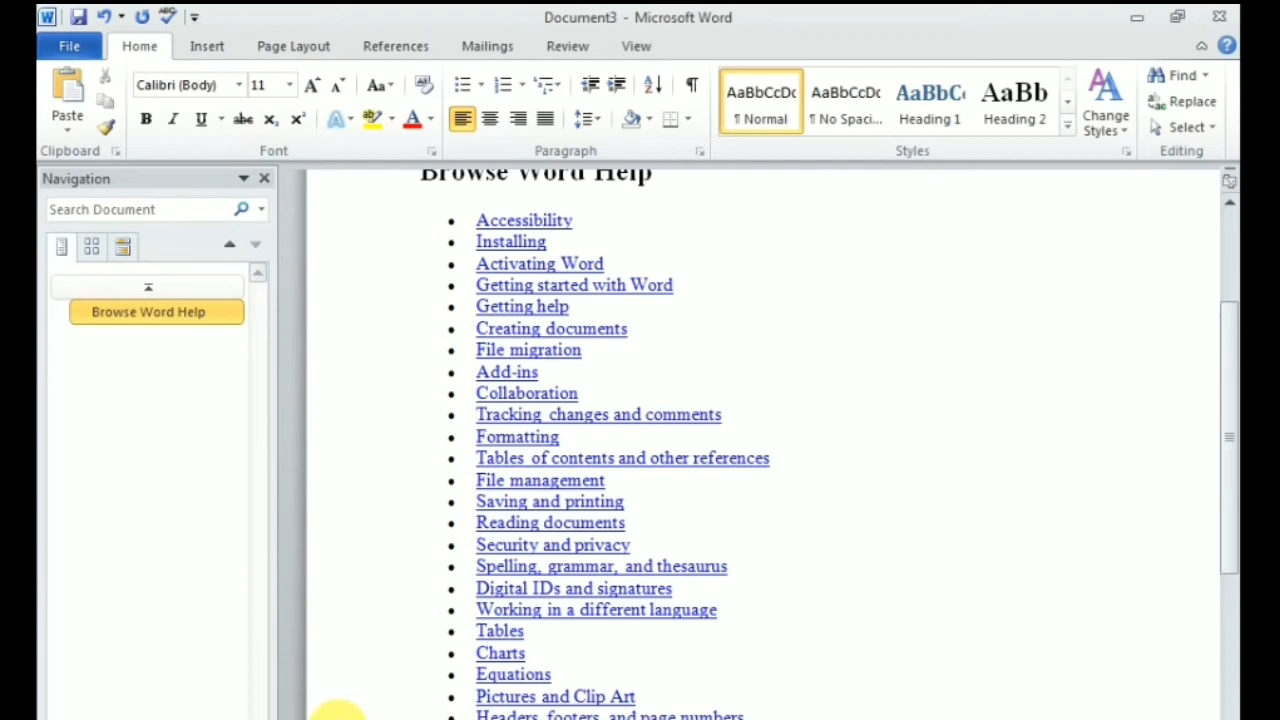 Document3 - Microsoft Word
File Home Insert Page Layout References Mailings Review View
Calibri (Body) 11 Aa AaBbCcDc AaBbCcDc AaBbC AaBb Find
Paste Replace
B I U abc x₂ x² A A ¶ Normal ¶ No Spaci... Heading 1 Heading 2 Change Styles Select
Clipboard Font Paragraph Styles Editing
Navigation
Search Document
Browse Word Help
Browse Word Help
• Accessibility
• Installing
• Activating Word
• Getting started with Word
• Getting help
• Creating documents
• File migration
• Add-ins
• Collaboration
• Tracking changes and comments
• Formatting
• Tables of contents and other references
• File management
• Saving and printing
• Reading documents
• Security and privacy
• Spelling, grammar, and thesaurus
• Digital IDs and signatures
• Working in a different language
• Tables
• Charts
• Equations
• Pictures and Clip Art
Headers, footers, and page numbers